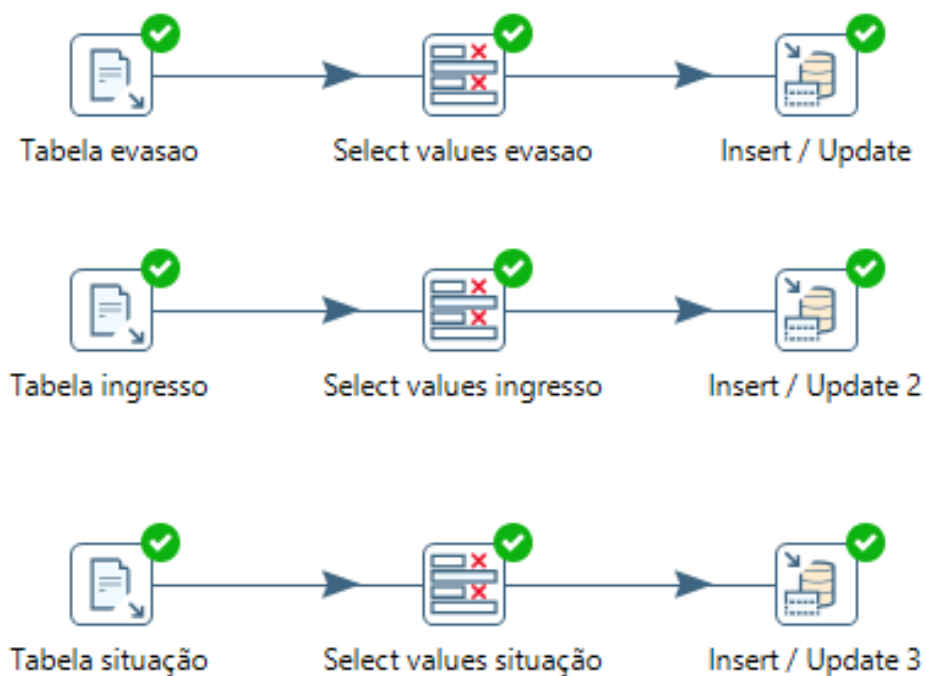 Tabela evasao
Select values evasao
Insert / Update
Tabela ingresso
Select values ingresso
Insert / Update 2
Tabela situação
Select values situação
Insert / Update 3